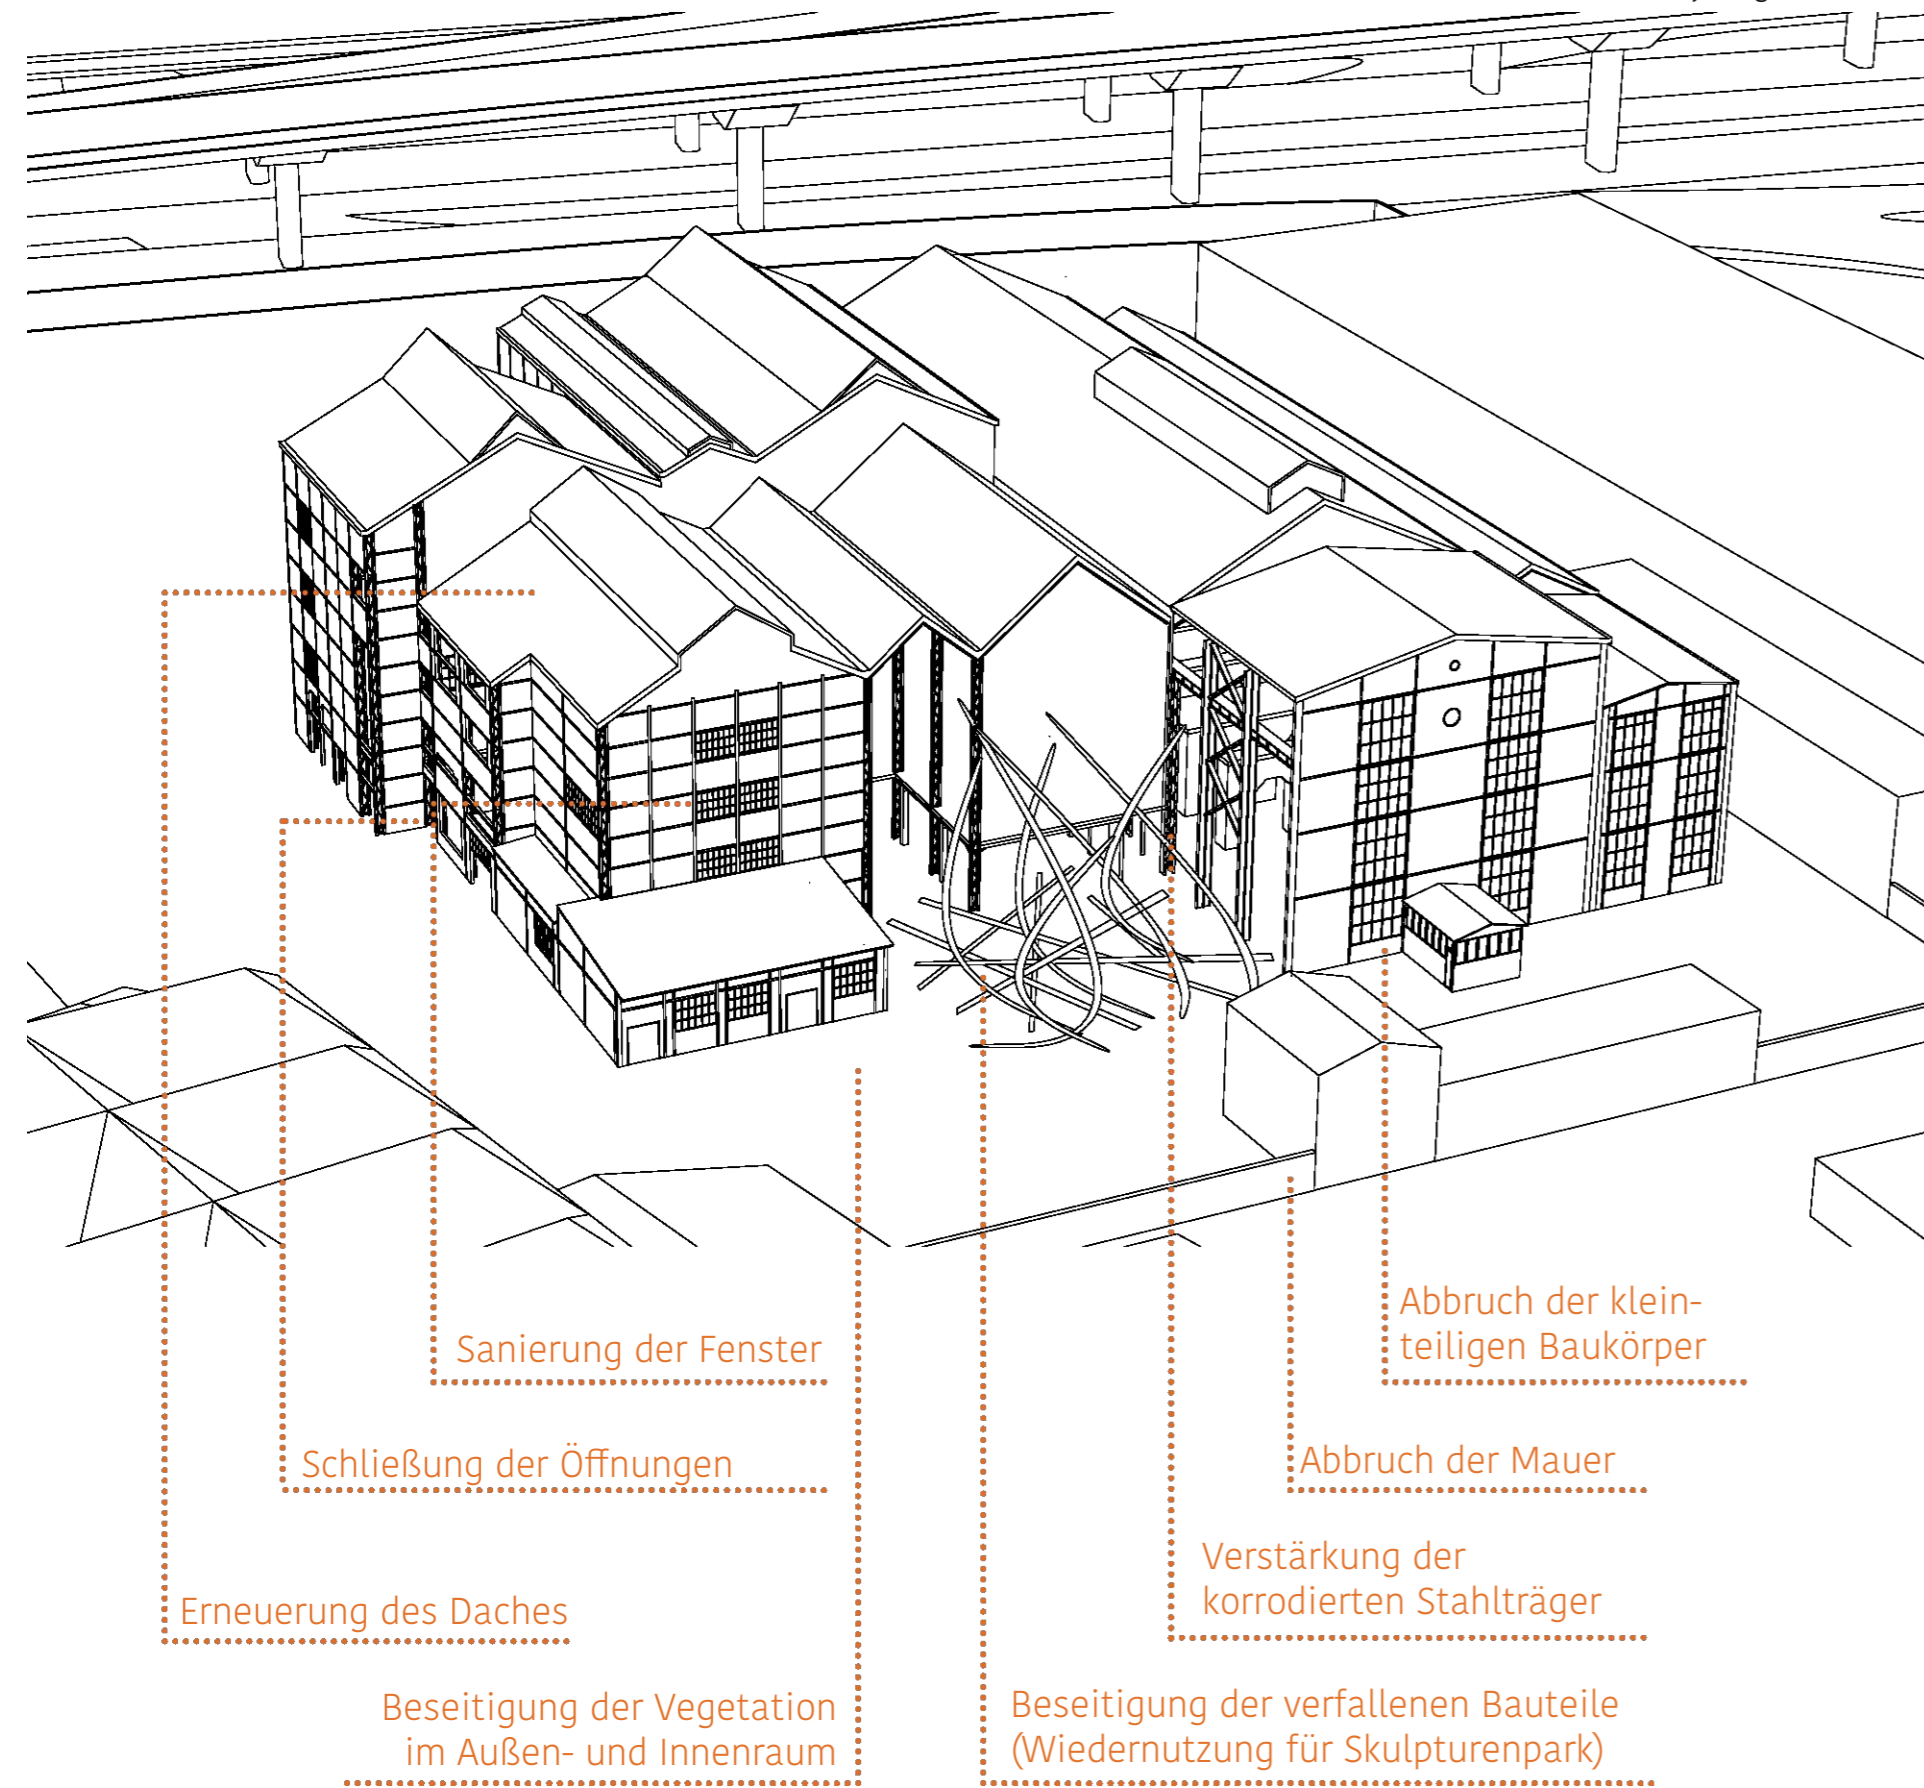 Abbruch der klein-
teiligen Baukörper
Sanierung der Fenster
Schließung der Öffnungen
Abbruch der Mauer
Verstärkung der
korrodierten Stahlträger
Erneuerung des Daches
Beseitigung der Vegetation
im Außen- und Innenraum
Beseitigung der verfallenen Bauteile
(Wiedernutzung für Skulpturenpark)